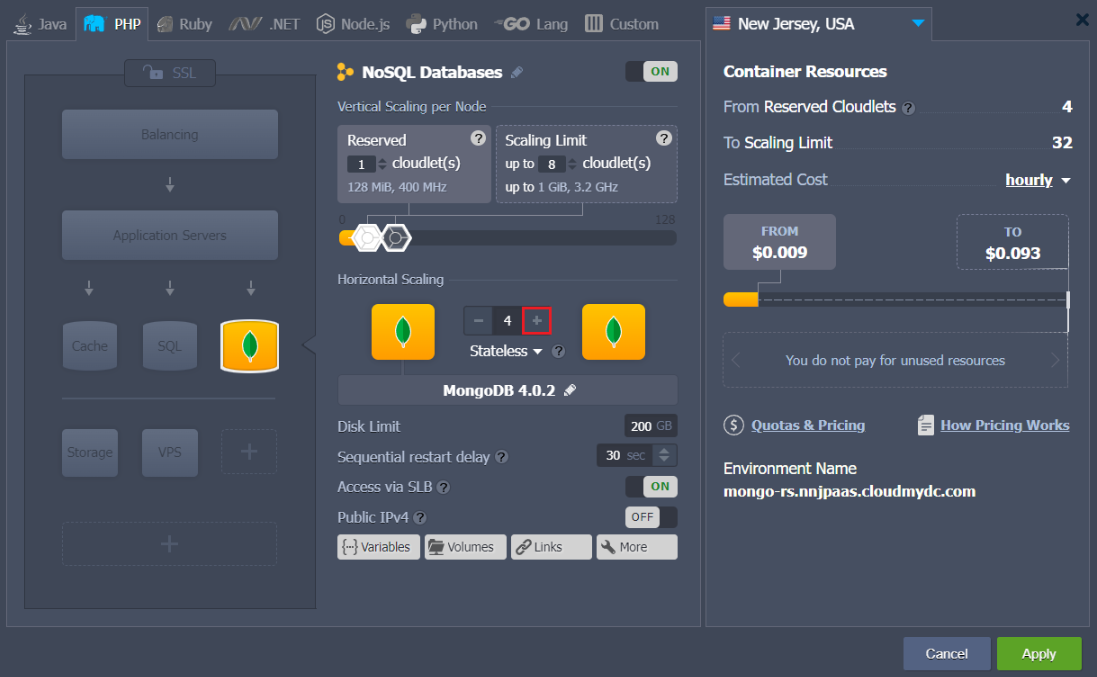 Java PHP Ruby .NET Node.js Python GO Lang Custom
New Jersey, USA
SSL
Balancing
Application Servers
Cache SQL
Storage VPS
NoSQL Databases ON
Vertical Scaling per Node
Reserved
1 cloudlet(s)
128 MiB, 400 MHz
Scaling Limit
up to 8 cloudlet(s)
up to 1 GiB, 3.2 GHz
0 128
Horizontal Scaling
4
Stateless
MongoDB 4.0.2
Disk Limit 200 GB
Sequential restart delay 30 sec
Access via SLB ON
Public IPv4 OFF
Variables Volumes Links More
Container Resources
From Reserved Cloudlets 4
To Scaling Limit 32
Estimated Cost hourly
FROM
$0.009
TO
$0.093
You do not pay for unused resources
Quotas & Pricing How Pricing Works
Environment Name
mongo-rs.nnjpaas.cloudmydc.com
Cancel Apply